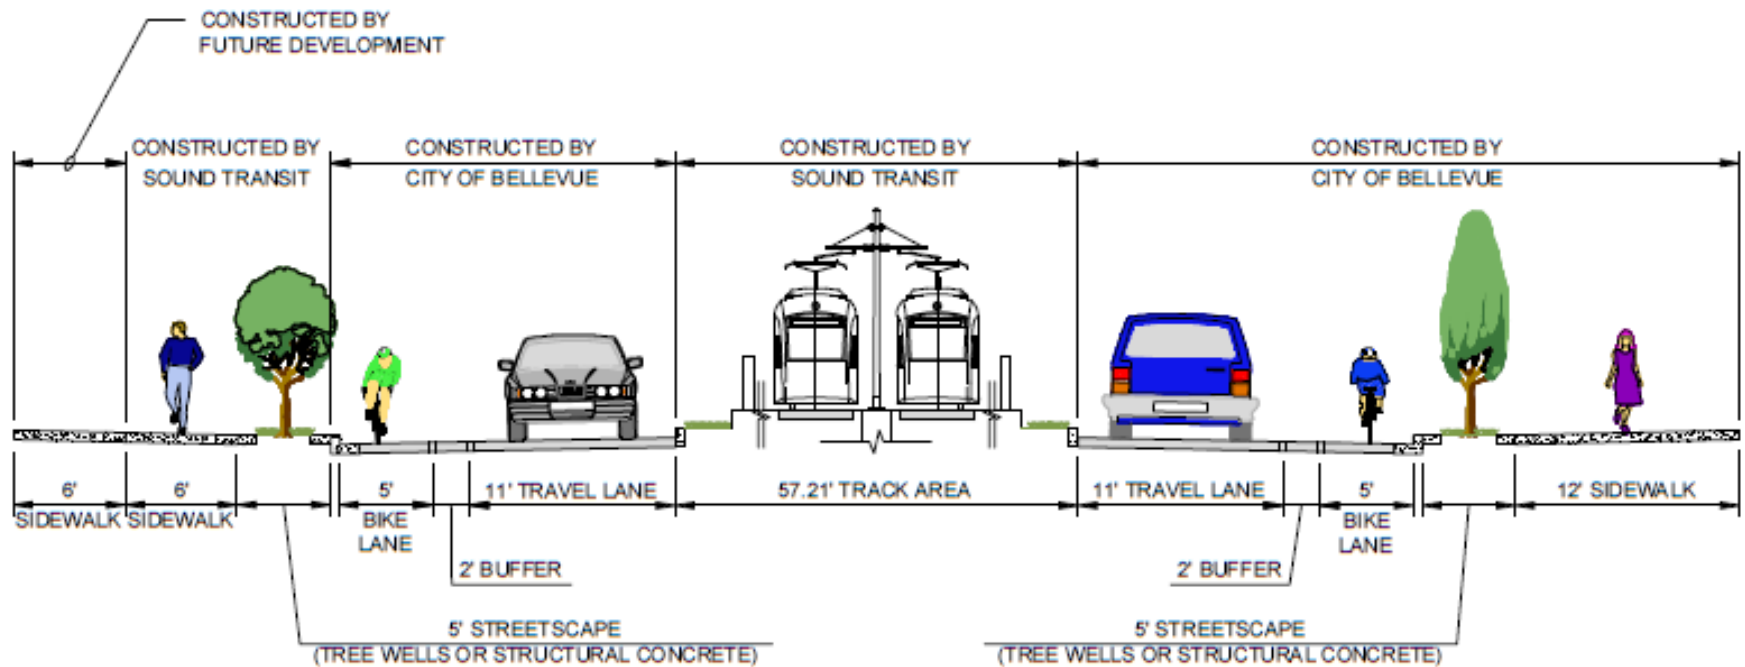 CONSTRUCTED BY
FUTURE DEVELOPMENT
CONSTRUCTED BY
SOUND TRANSIT
CONSTRUCTED BY
CITY OF BELLEVUE
CONSTRUCTED BY
SOUND TRANSIT
CONSTRUCTED BY
CITY OF BELLEVUE
6'
SIDEWALK
6'
SIDEWALK
5'
BIKE
LANE
11' TRAVEL LANE
57.21' TRACK AREA
11' TRAVEL LANE
5'
BIKE
LANE
12' SIDEWALK
2' BUFFER
2' BUFFER
5' STREETSCAPE
(TREE WELLS OR STRUCTURAL CONCRETE)
5' STREETSCAPE
(TREE WELLS OR STRUCTURAL CONCRETE)